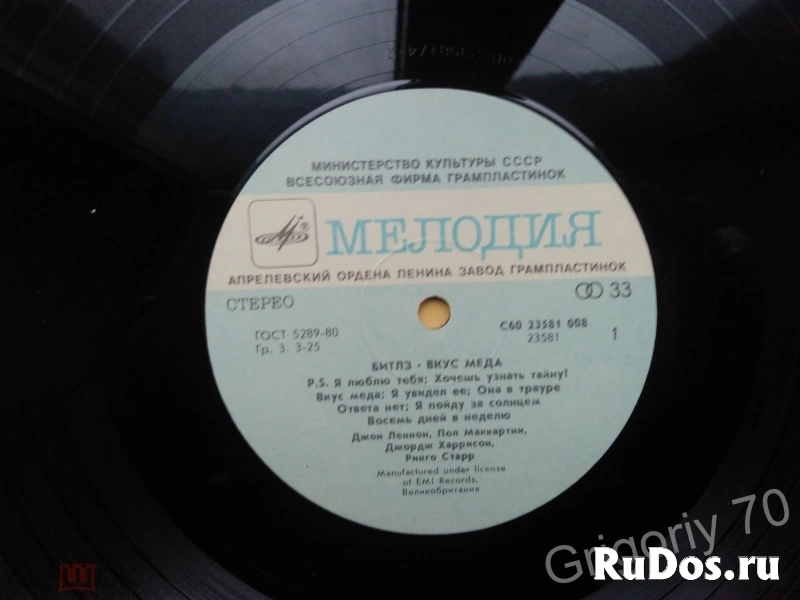 МИНИСТЕРСТВО КУЛЬТУРЫ СССР
ВСЕСОЮЗНАЯ ФИРМА ГРАМПЛАСТИНОК
МЕЛОДИЯ
АПРЕЛЕВСКИЙ ОРДЕНА ЛЕНИНА ЗАВОД ГРАМПЛАСТИНОК
СТЕРЕО
33
ГОСТ 5289-80
Гр. 3. 3-25
С60 23581 008
23581
1
БИТЛЗ · ВКУС МЕДА
P.S. Я люблю тебя; Хочешь узнать тайну!
Вкус меда; Я увидел ее; Она в трауре
Ответа нет; Я пойду за солнцем
Восемь дней в неделю
Джон Леннон, Пол Маккартни,
Джордж Харрисон,
Ринго Старр
Manufactured under license
of EMI Records,
Великобритания
Grigoriy 70
RuDos.ru